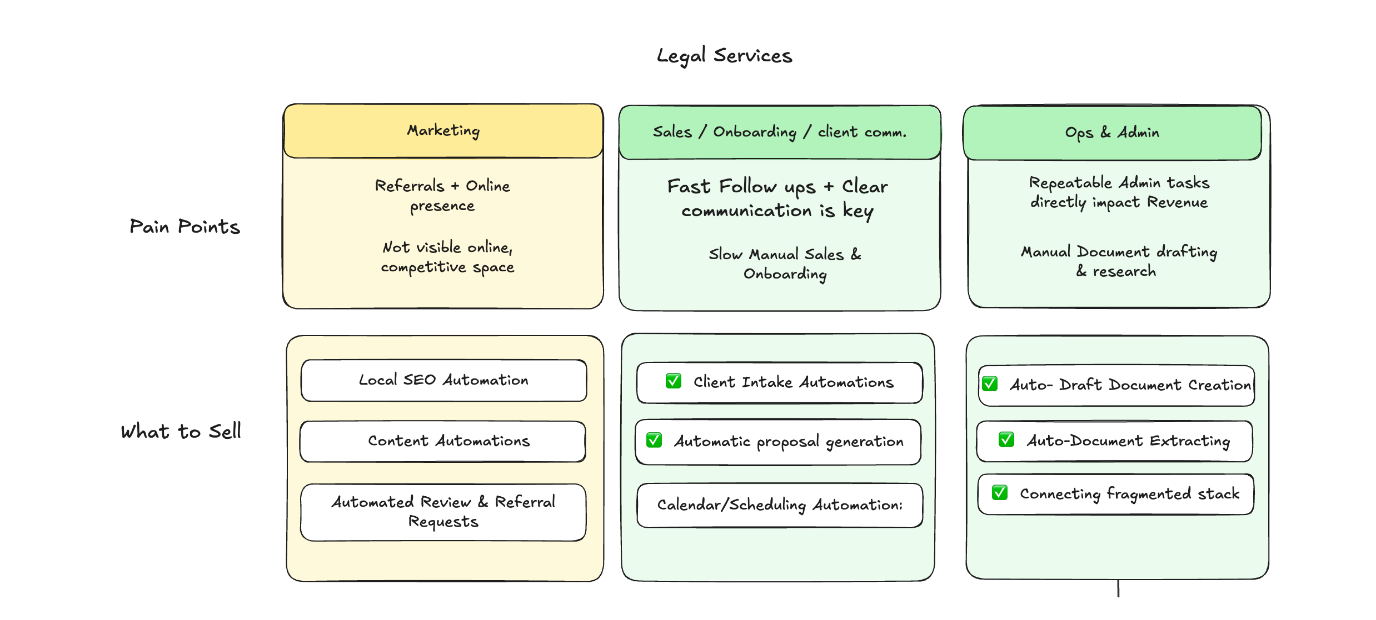 Legal Services
Marketing
Sales / Onboarding / client comm.
Ops & Admin
Pain Points
Referrals + Online
presence
Not visible online,
competitive space
Fast Follow ups + Clear
communication is key
Slow Manual Sales &
Onboarding
Repeatable Admin tasks
directly impact Revenue
Manual Document drafting
& research
What to Sell
Local SEO Automation
Content Automations
Automated Review & Referral
Requests
✅ Client Intake Automations
✅ Automatic proposal generation
Calendar/Scheduling Automation:
✅ Auto- Draft Document Creation
✅ Auto-Document Extracting
✅ Connecting fragmented stack